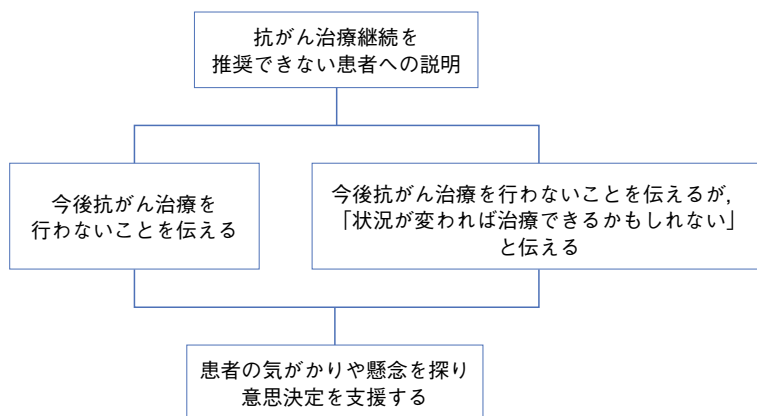 抗がん治療継続を
推奨できない患者への説明
今後抗がん治療を
行わないことを伝える
今後抗がん治療を行わないことを伝えるが,
「状況が変われば治療できるかもしれない」
と伝える
患者の気がかりや懸念を探り
意思決定を支援する